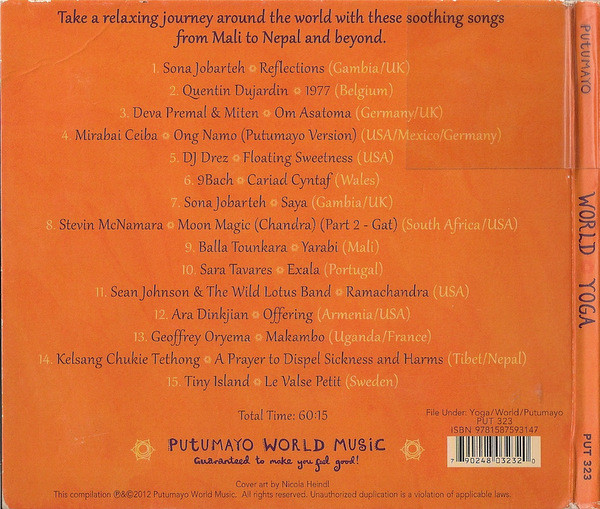 Take a relaxing journey around the world with these soothing songs
from Mali to Nepal and beyond.
1. Sona Jobarteh Reflections (Gambia/UK)
2. Quentin Dujardin 1977 (Belgium)
3. Deva Premal & Miten Om Asatoma (Germany/UK)
4. Mirabai Ceiba Ong Namo (Putumayo Version) (USA/Mexico/Germany)
5. DJ Drez Floating Sweetness (USA)
6. 9Bach Cariad Cyntaf (Wales)
7. Sona Jobarteh Saya (Gambia/UK)
8. Stevin McNamara Moon Magic (Chandra) (Part 2 - Gat) (South Africa/USA)
9. Balla Tounkara Yarabi (Mali)
10. Sara Tavares Exala (Portugal)
11. Sean Johnson & The Wild Lotus Band Ramachandra (USA)
12. Ara Dinkjian Offering (Armenia/USA)
13. Geoffrey Oryema Makambo (Uganda/France)
14. Kelsang Chukie Tethong A Prayer to Dispel Sickness and Harms (Tibet/Nepal)
15. Tiny Island Le Valse Petit (Sweden)
Total Time: 60:15
PUTUMAYO WORLD MUSIC
Guaranteed to make you feel good!
File Under: Yoga/World/Putumayo
PUT 323
ISBN 9781587593147
7 90248 03232 0
Cover art by Nicola Heindl
This compilation ℗&©2012 Putumayo World Music. All rights reserved. Unauthorized duplication is a violation of applicable laws.
PUTUMAYO
WORLD YOGA
PUT 323